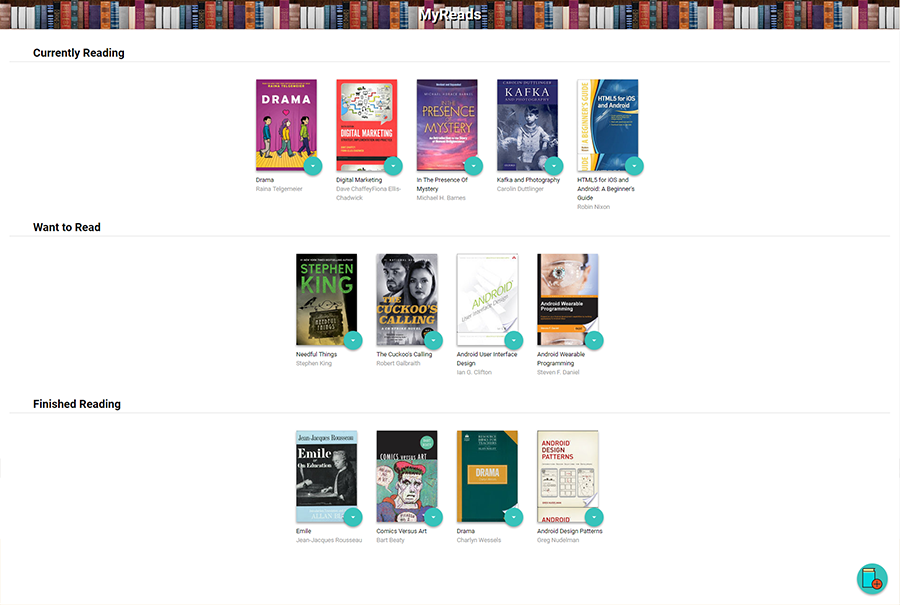 MyReads
Currently Reading
RAINA TELGEMEIER
DRAMA
DIGITAL MARKETING
MICHAEL HORACE BARNES
IN THE
PRESENCE
OF
MYSTERY
CAROLIN DUTTLINGER
KAFKA
AND PHOTOGRAPHY
A BEGINNER'S GUIDE
HTML5 for iOS
and Android
Drama
Raina Telgemeier
Digital Marketing
Dave ChaffeyFiona Ellis-
Chadwick
In The Presence Of
Mystery
Michael H. Barnes
Kafka and Photography
Carolin Duttlinger
HTML5 for iOS and
Android: A Beginner's
Guide
Robin Nixon
Want to Read
STEPHEN
KING
NEEDFUL
THINGS
THE
CUCKOO'S
CALLING
ANDROID
User Interface Design
Android Wearable
Programming
Needful Things
Stephen King
The Cuckoo's Calling
Robert Galbraith
Android User Interface
Design
Ian G. Clifton
Android Wearable
Programming
Steven F. Daniel
Finished Reading
Jean-Jacques Rousseau
Emile
or
On Education
COMICS VERSUS ART
RESOURCE
BOOKS FOR
TEACHERS
DRAMA
ANDROID
DESIGN
PATTERNS
ANDROID
Emile
Jean-Jacques Rousseau
Comics Versus Art
Bart Beaty
Drama
Charlyn Wessels
Android Design Patterns
Greg Nudelman